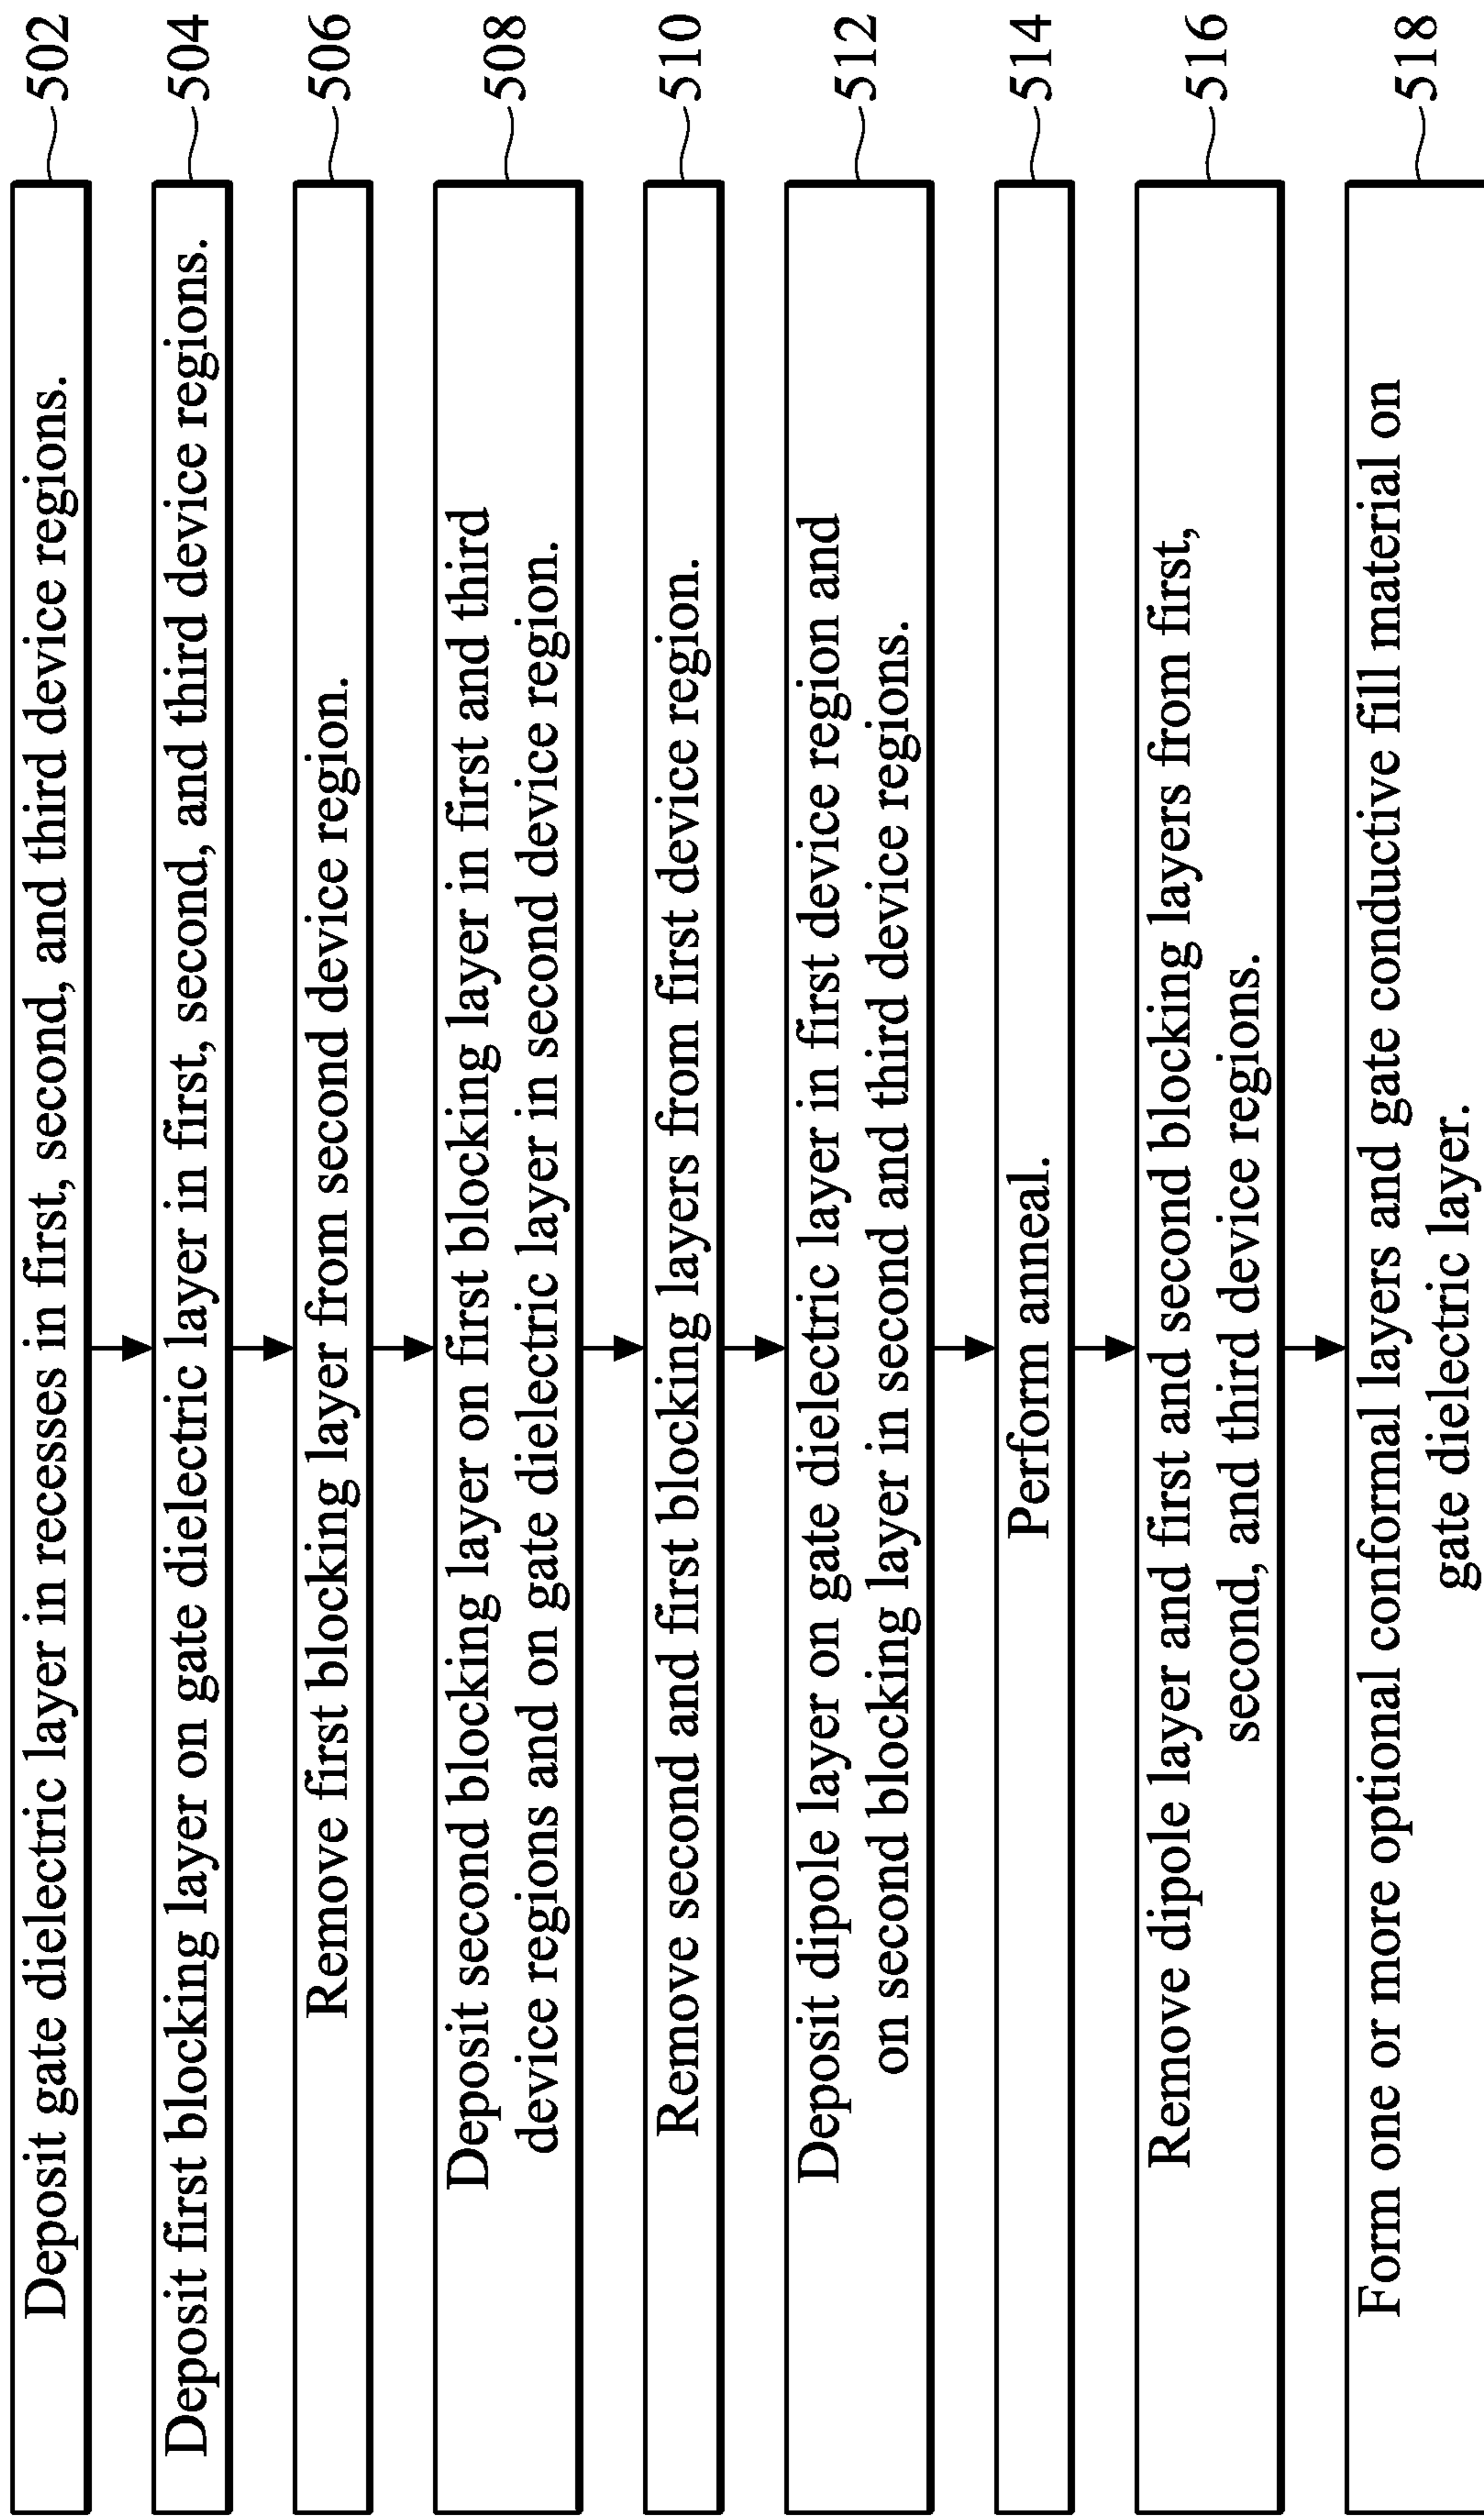 Deposit gate dielectric layer in recesses in first, second, and third device regions.
502
Deposit first blocking layer on gate dielectric layer in first, second, and third device regions.
504
Remove first blocking layer from second device region.
506
Deposit second blocking layer on first blocking layer in first and third
device regions and on gate dielectric layer in second device region.
508
Remove second and first blocking layers from first device region.
510
Deposit dipole layer on gate dielectric layer in first device region and
on second blocking layer in second and third device regions.
512
Perform anneal.
514
Remove dipole layer and first and second blocking layers from first,
second, and third device regions.
516
Form one or more optional conformal layers and gate conductive fill material on
gate dielectric layer.
518